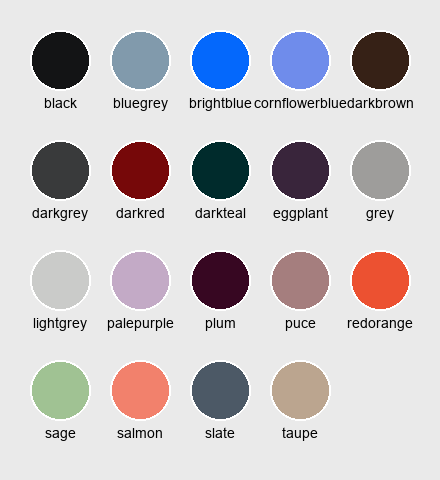 black bluegrey brightblue cornflowerblue darkbrown
darkgrey darkred darkteal eggplant grey
lightgrey palepurple plum puce redorange
sage salmon slate taupe